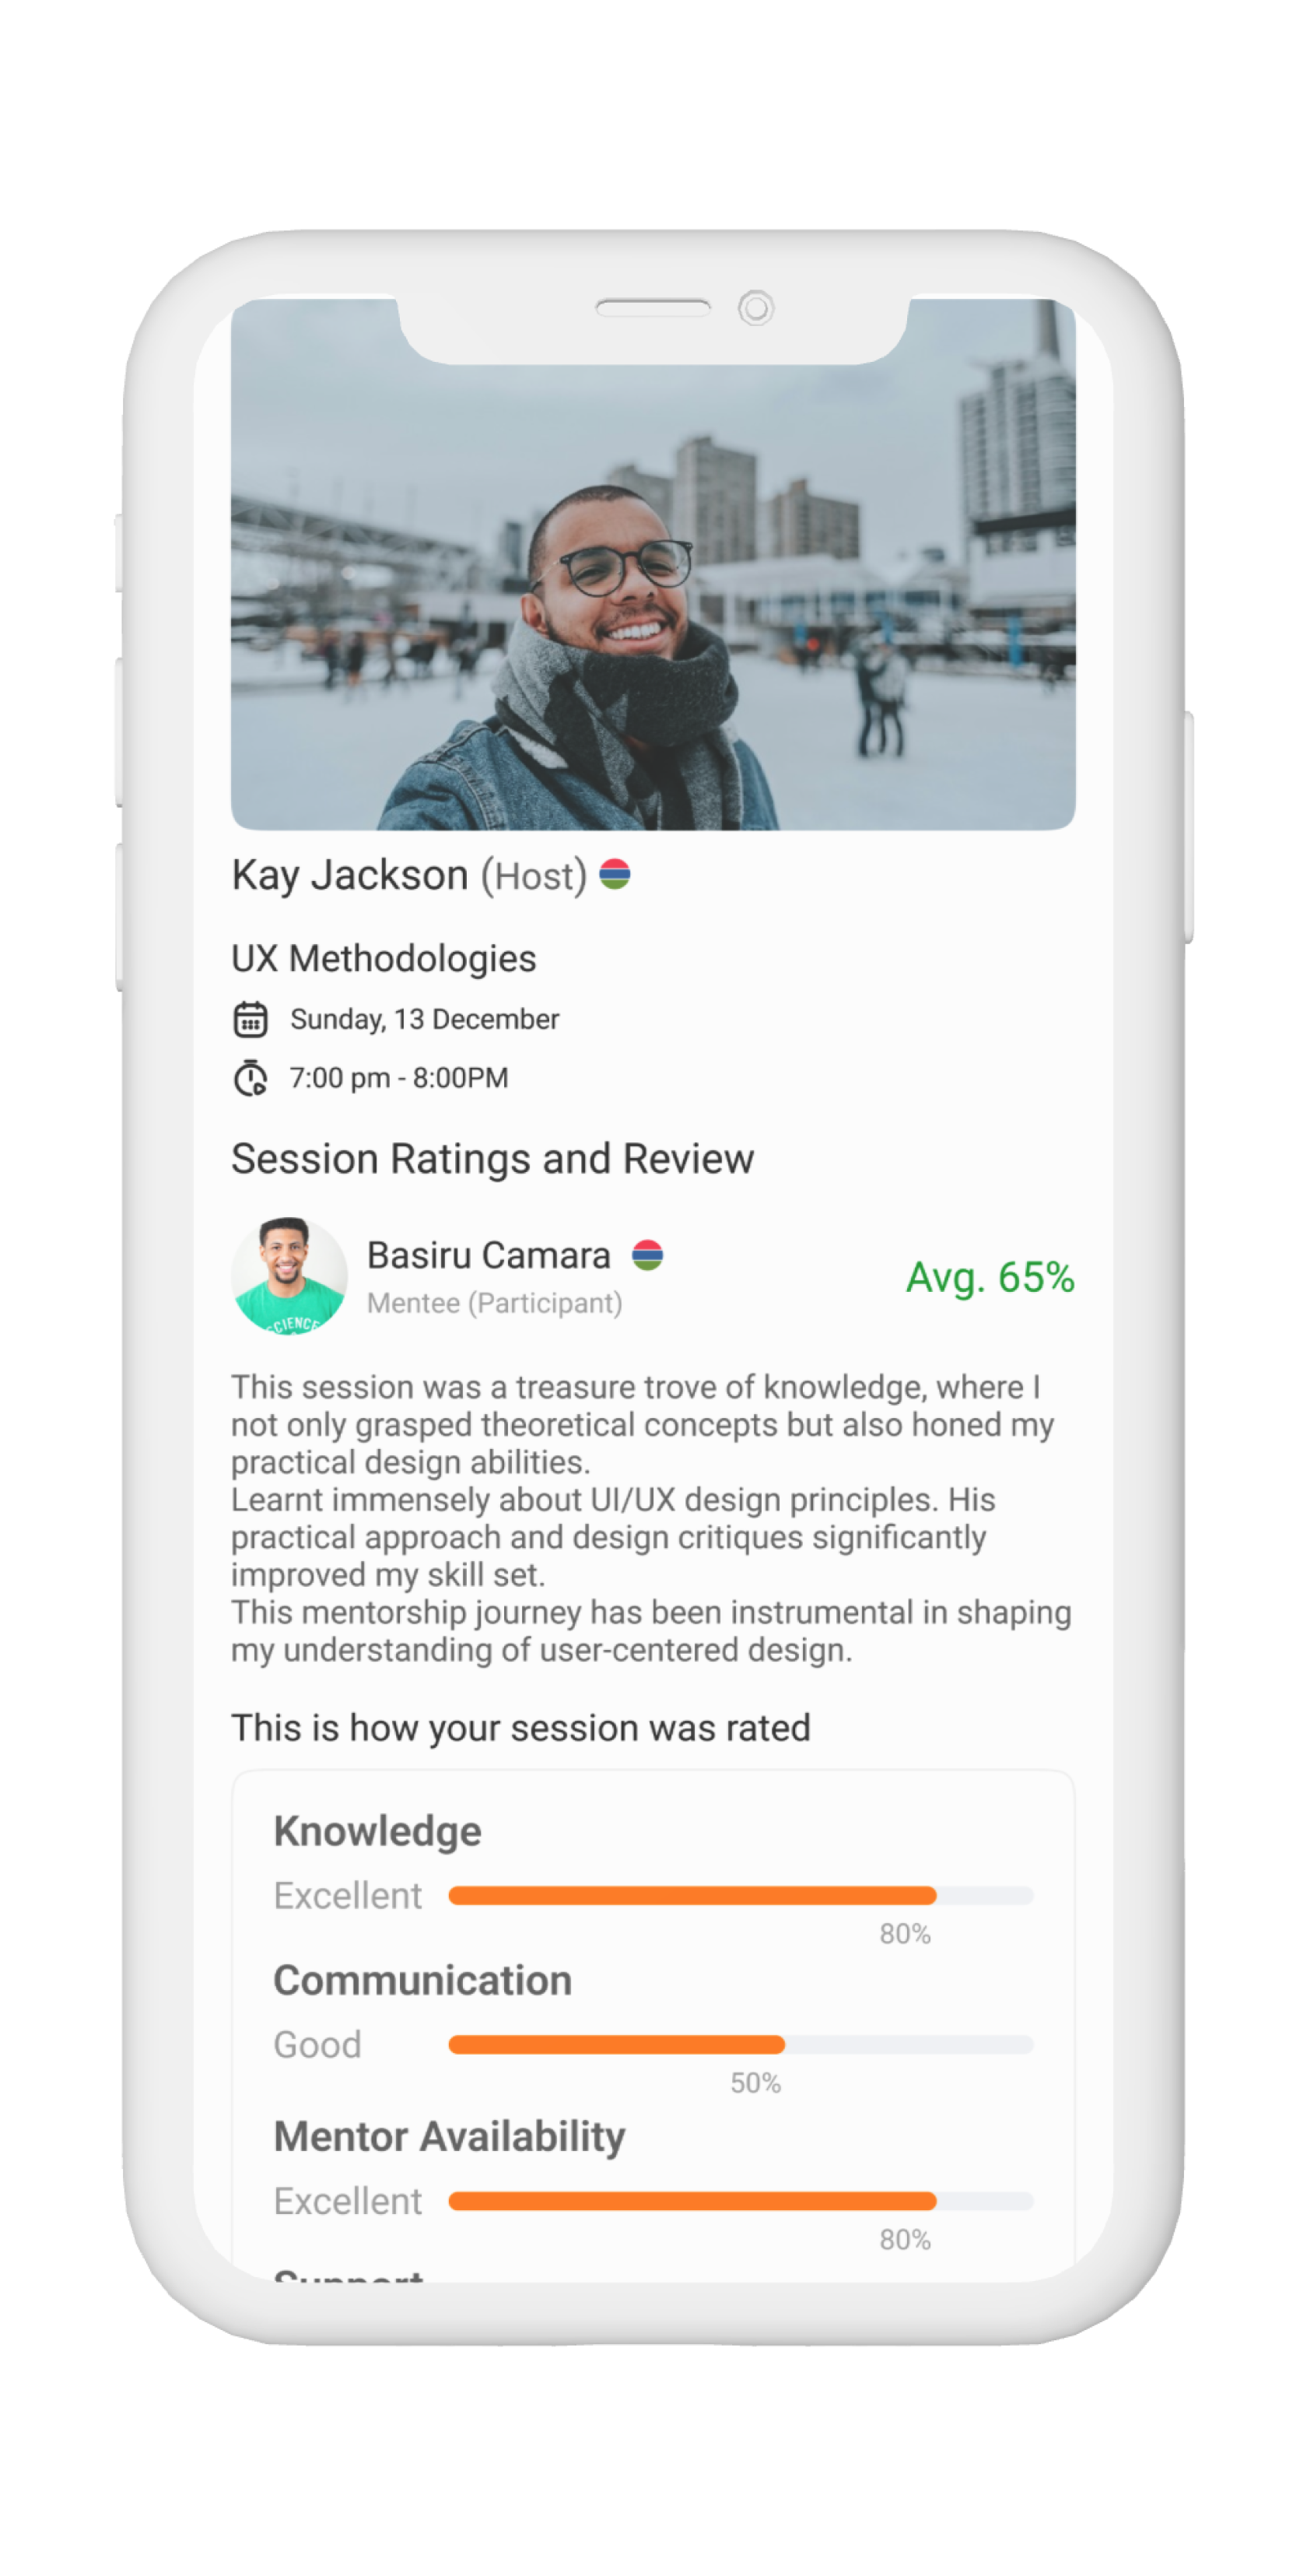 Kay Jackson (Host)
UX Methodologies
Sunday, 13 December
7:00 pm - 8:00PM
Session Ratings and Review
Basiru Camara
Mentee (Participant)
Avg. 65%
CIENCE
This session was a treasure trove of knowledge, where I
not only grasped theoretical concepts but also honed my
practical design abilities.
Learnt immensely about UI/UX design principles. His
practical approach and design critiques significantly
improved my skill set.
This mentorship journey has been instrumental in shaping
my understanding of user-centered design.
This is how your session was rated
Knowledge
Excellent
80%
Communication
Good
50%
Mentor Availability
Excellent
80%
Support